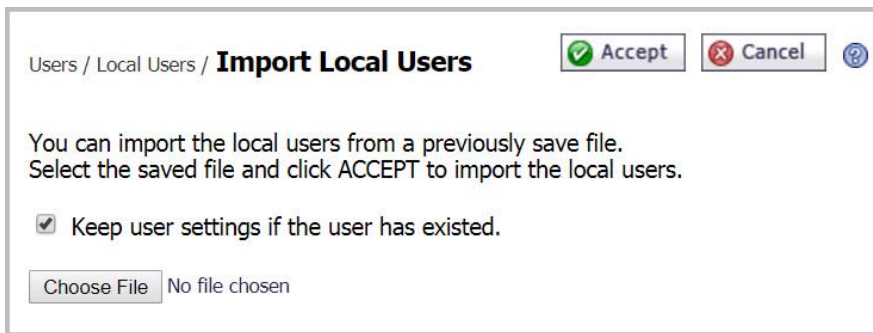 Users / Local Users / Import Local Users Accept Cancel ?
You can import the local users from a previously save file.
Select the saved file and click ACCEPT to import the local users.
Keep user settings if the user has existed.
Choose File No file chosen